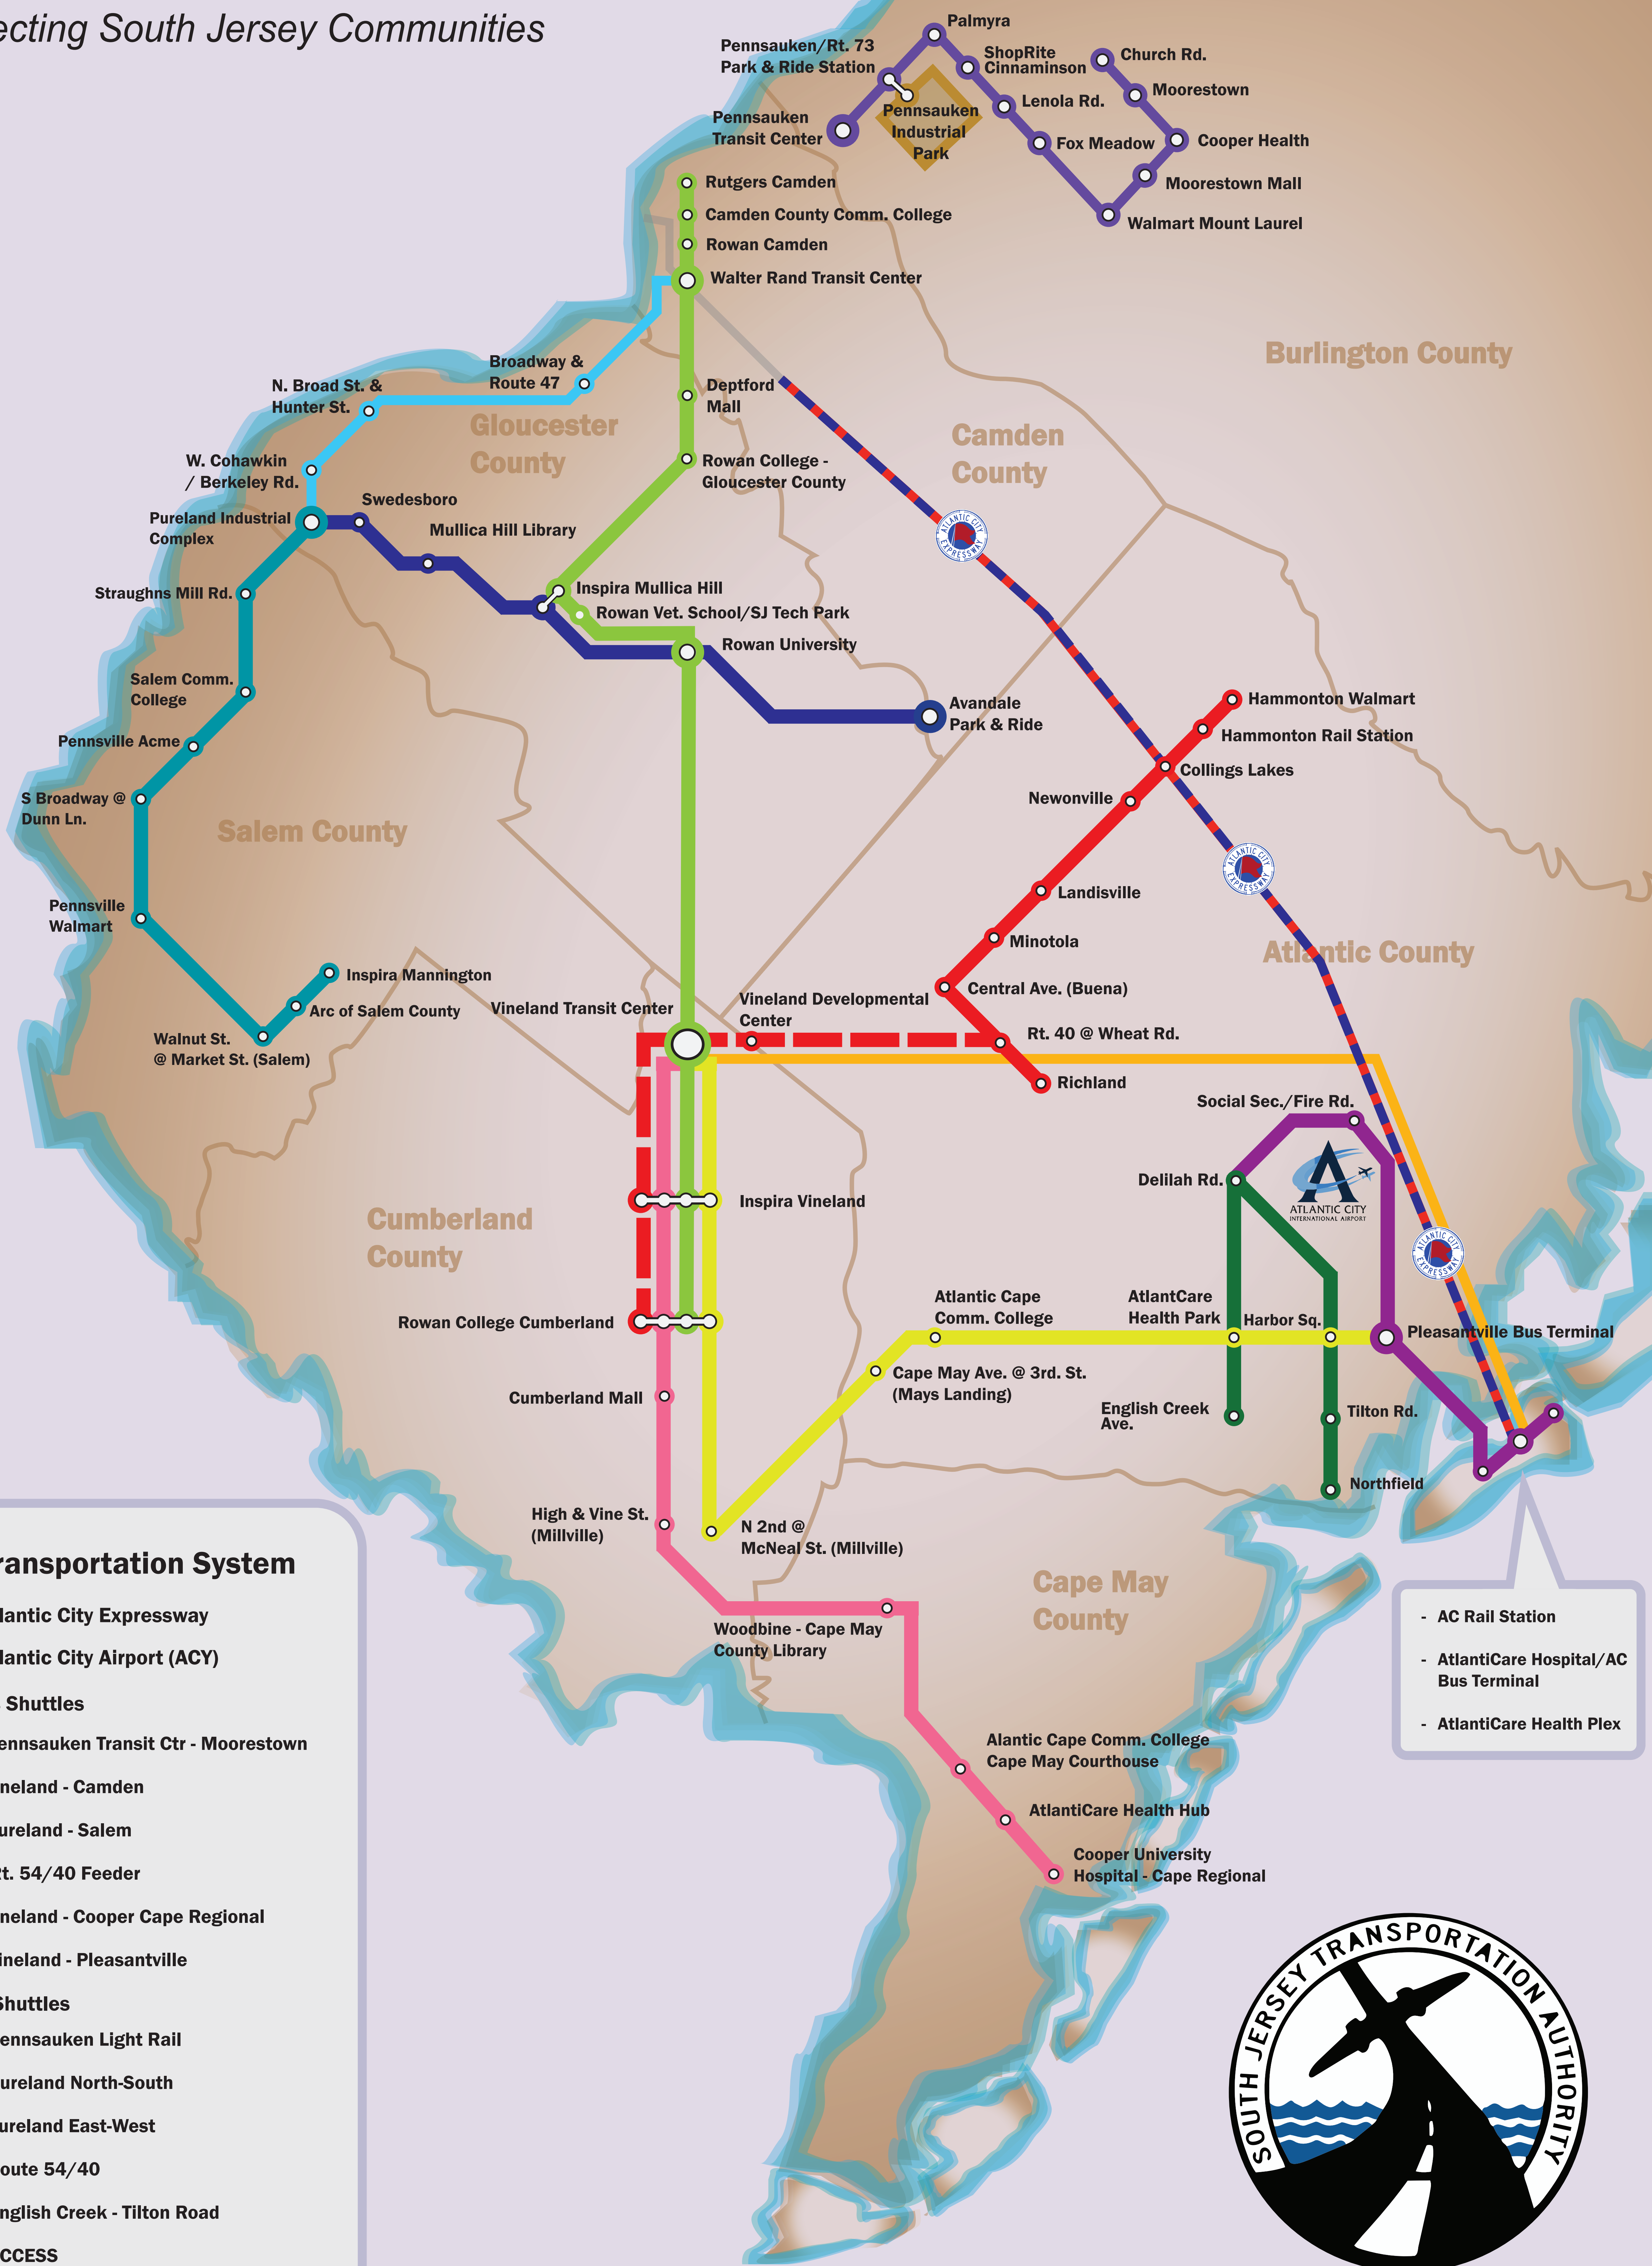 ecting South Jersey Communities
Palmyra
Pennsauken/Rt. 73
Park & Ride Station
ShopRite
Cinnaminson
Church Rd.
Moorestown
Lenola Rd.
Pennsauken
Transit Center
Pennsauken
Industrial
Park
Fox Meadow
Cooper Health
Moorestown Mall
Walmart Mount Laurel
Rutgers Camden
Camden County Comm. College
Rowan Camden
Walter Rand Transit Center
Burlington County
Broadway &
Route 47
N. Broad St. &
Hunter St.
Deptford
Mall
Gloucester
County
Camden
County
W. Cohawkin
/ Berkeley Rd.
Rowan College -
Gloucester County
Swedesboro
Pureland Industrial
Complex
Mullica Hill Library
ATLANTIC CITY
EXPRESSWAY
Straughns Mill Rd.
Inspira Mullica Hill
Rowan Vet. School/SJ Tech Park
Rowan University
Salem Comm.
College
Avandale
Park & Ride
Hammonton Walmart
Hammonton Rail Station
Pennsville Acme
Collings Lakes
Newonville
S Broadway @
Dunn Ln.
Salem County
ATLANTIC CITY
EXPRESSWAY
Landisville
Pennsville
Walmart
Minotola
Atlantic County
Inspira Mannington
Arc of Salem County
Central Ave. (Buena)
Vineland Transit Center
Vineland Developmental
Center
Walnut St.
@ Market St. (Salem)
Rt. 40 @ Wheat Rd.
Richland
Social Sec./Fire Rd.
Delilah Rd.
ATLANTIC CITY
INTERNATIONAL AIRPORT
Inspira Vineland
Cumberland
County
ATLANTIC CITY
EXPRESSWAY
Atlantic Cape
Comm. College
AtlantCare
Health Park
Harbor Sq.
Rowan College Cumberland
Pleasantville Bus Terminal
Cape May Ave. @ 3rd. St.
(Mays Landing)
Cumberland Mall
English Creek
Ave.
Tilton Rd.
Northfield
High & Vine St.
(Millville)
N 2nd @
McNeal St. (Millville)
Cape May
County
Woodbine - Cape May
County Library
- AC Rail Station
- AtlantiCare Hospital/AC
Bus Terminal
- AtlantiCare Health Plex
Alantic Cape Comm. College
Cape May Courthouse
AtlantiCare Health Hub
Cooper University
Hospital - Cape Regional
ransportation System
lantic City Expressway
lantic City Airport (ACY)
Shuttles
ennsauken Transit Ctr - Moorestown
neland - Camden
ureland - Salem
t. 54/40 Feeder
neland - Cooper Cape Regional
ineland - Pleasantville
Shuttles
ennsauken Light Rail
ureland North-South
ureland East-West
oute 54/40
nglish Creek - Tilton Road
CCESS
SOUTH JERSEY TRANSPORTATION AUTHORITY